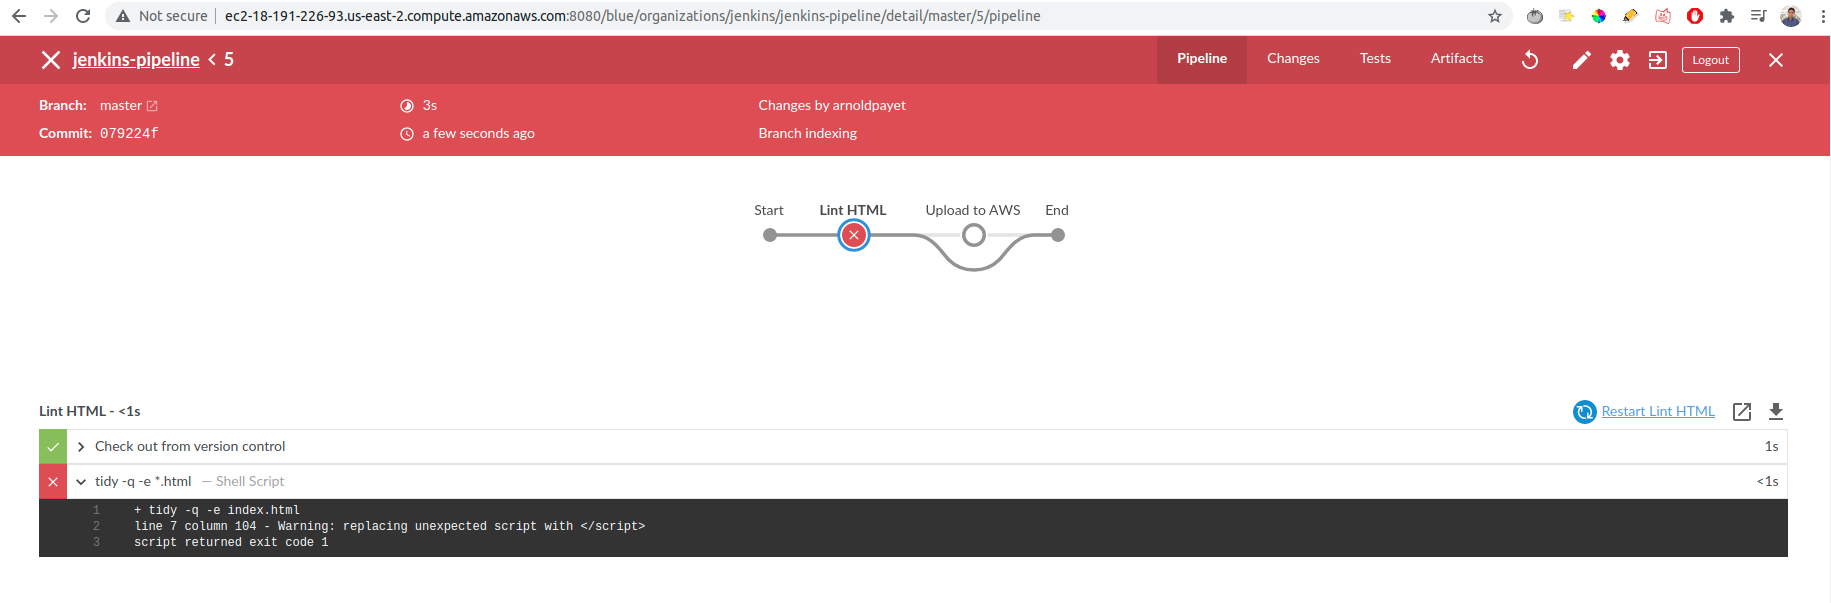 Not secure | ec2-18-191-226-93.us-east-2.compute.amazonaws.com:8080/blue/organizations/jenkins/jenkins-pipeline/detail/master/5/pipeline
jenkins-pipeline < 5
Pipeline Changes Tests Artifacts Logout
Branch: master 3s Changes by arnoldpayet
Commit: 079224f a few seconds ago Branch indexing
Start Lint HTML Upload to AWS End
Lint HTML - <1s Restart Lint HTML
Check out from version control 1s
tidy -q -e *.html — Shell Script <1s
1 + tidy -q -e index.html
2 line 7 column 104 - Warning: replacing unexpected script with </script>
3 script returned exit code 1